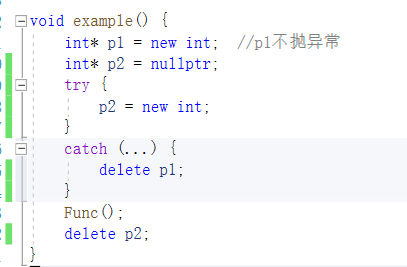 void example() {
int* p1 = new int; //p1不抛异常
int* p2 = nullptr;
try {
p2 = new int;
}
catch (...) {
delete p1;
}
Func();
delete p2;
}